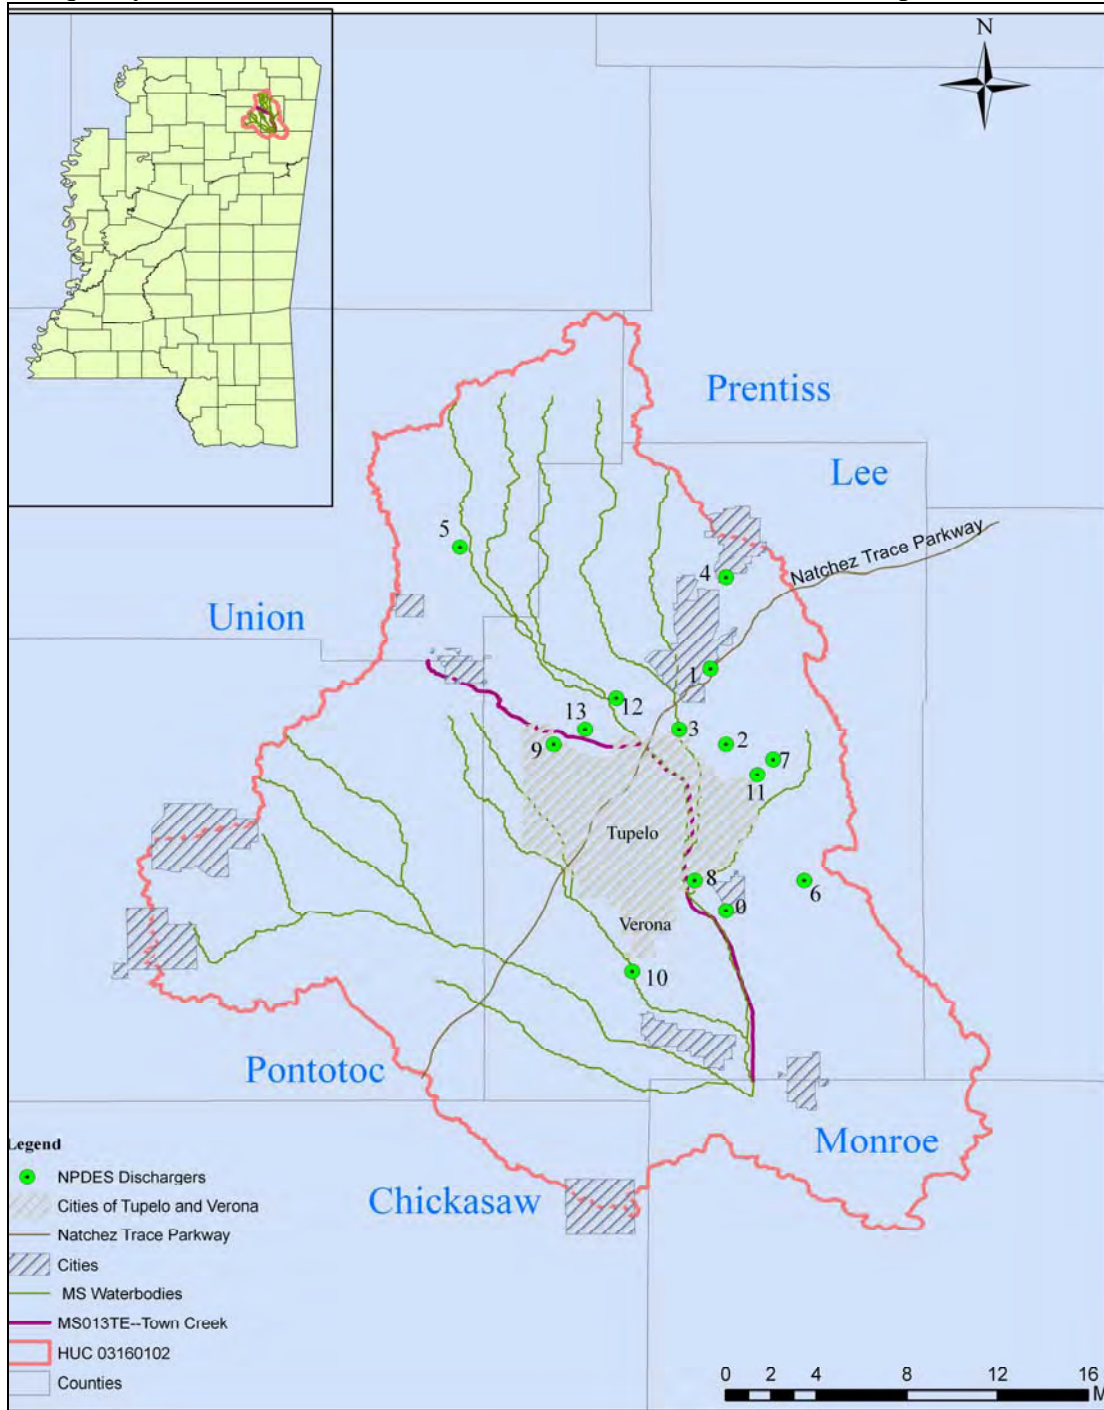 N
Prentiss
Lee
Natchez Trace Parkway
5
4
Union
1
12
13
3
2
9
7
11
Tupelo
8
6
0
Verona
10
Pontotoc
Monroe
Chickasaw
Legend
NPDES Dischargers
Cities of Tupelo and Verona
Natchez Trace Parkway
Cities
MS Waterbodies
MS013TE--Town Creek
HUC 03160102
Counties
0 2 4 8 12 16
M